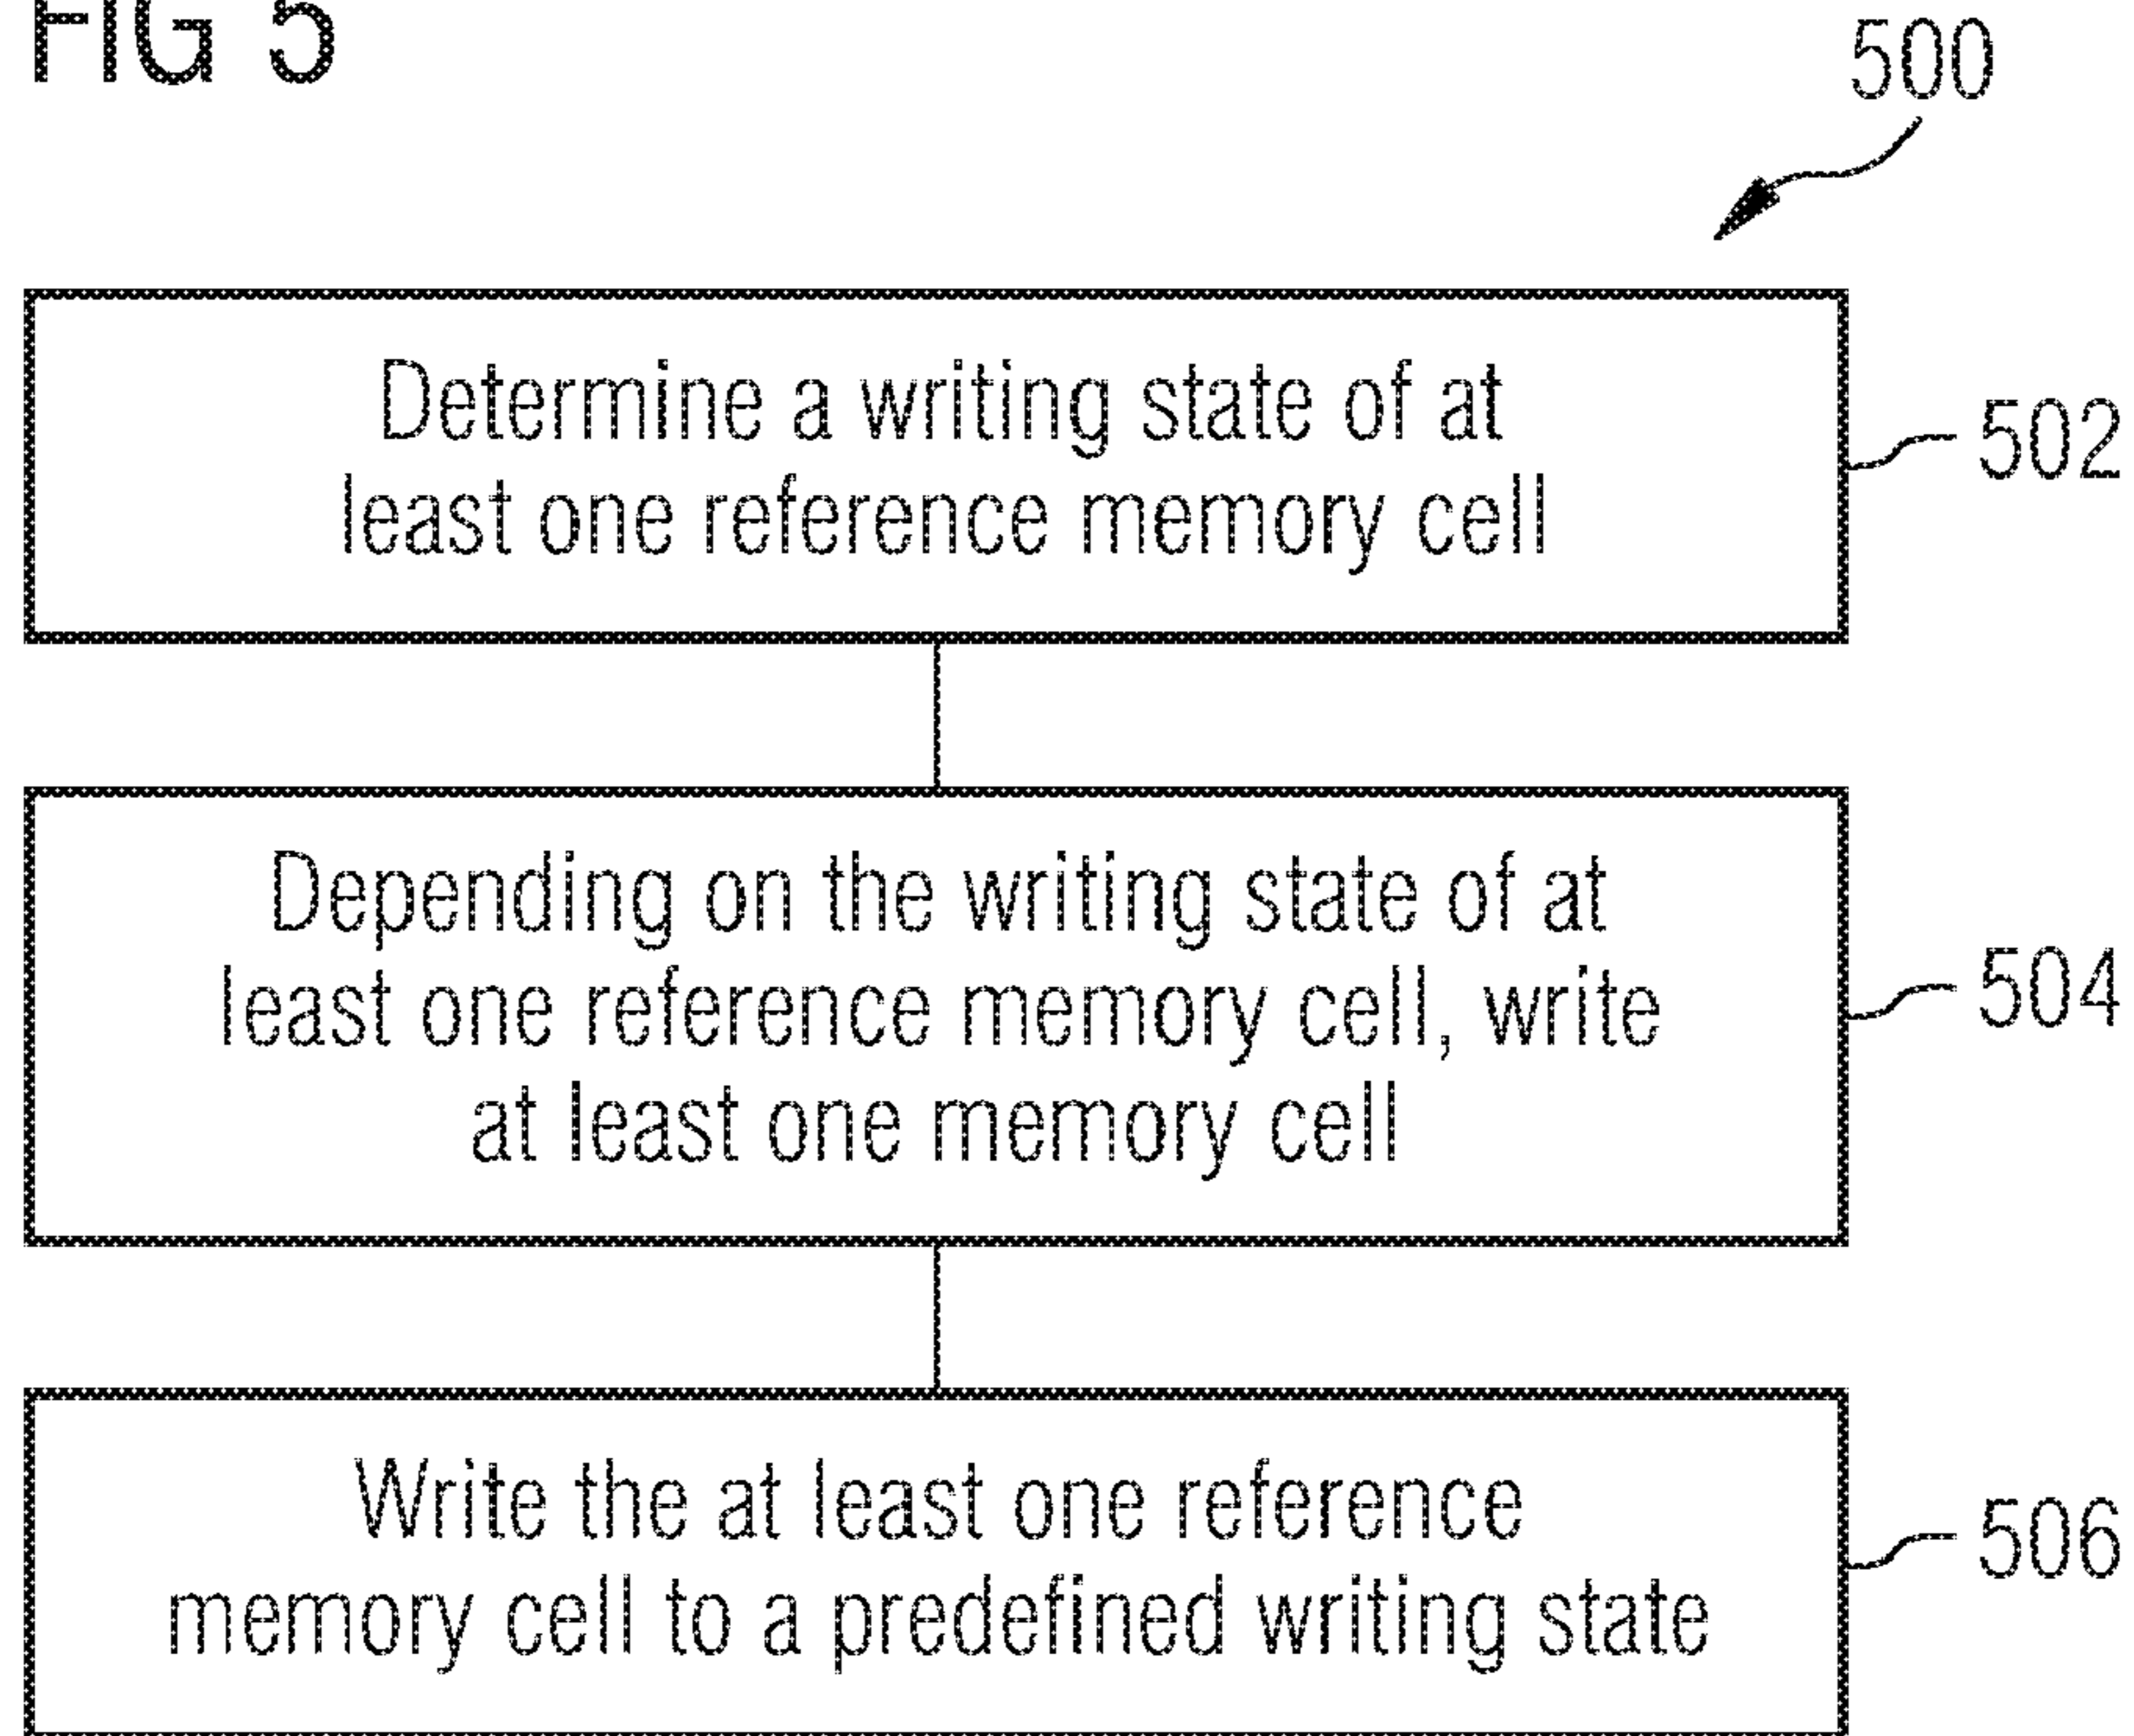 FIG 5
500
Determine a writing state of at
least one reference memory cell
502
Depending on the writing state of at
least one reference memory cell, write
at least one memory cell
504
Write the at least one reference
memory cell to a predefined writing state
506